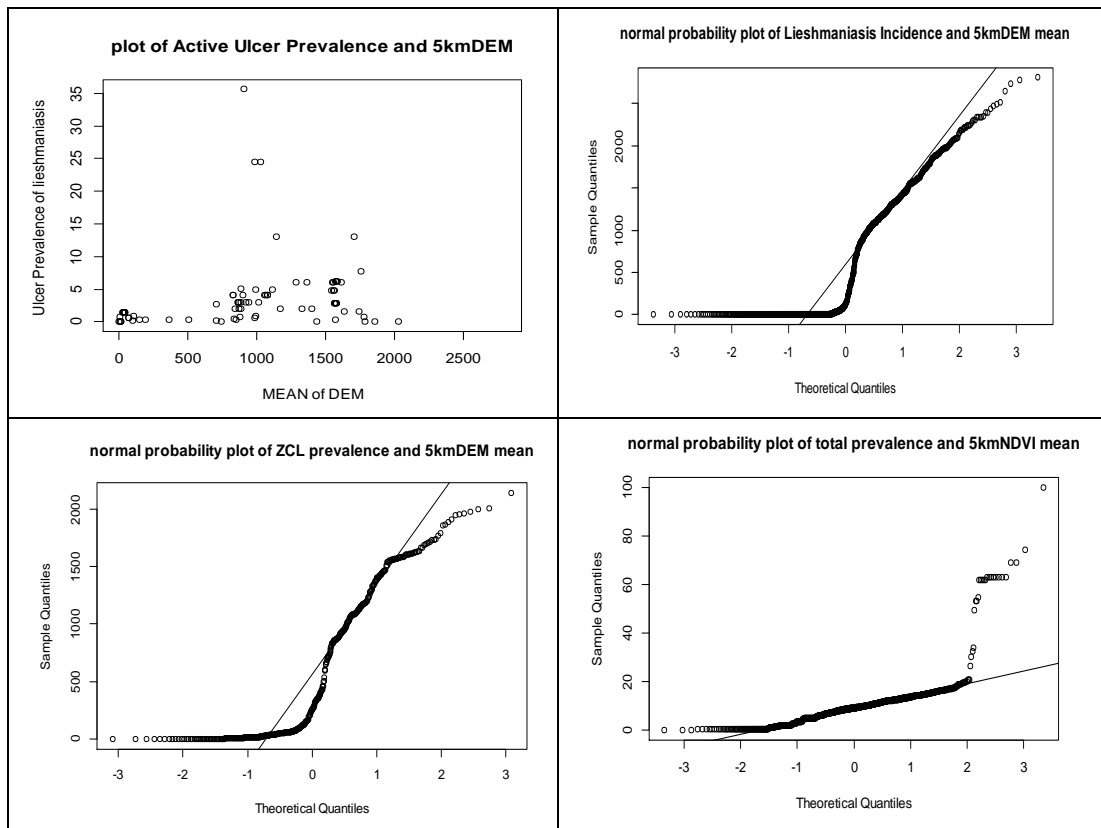 plot of Active Ulcer Prevalence and 5kmDEM
Ulcer Prevalence of lieshmaniasis
35
30
25
20
15
10
5
0
0 500 1000 1500 2000 2500
MEAN of DEM
normal probability plot of Lieshmaniasis Incidence and 5kmDEM mean
Sample Quantiles
2000
1000
500
0
-3 -2 -1 0 1 2 3
Theoretical Quantiles
normal probability plot of ZCL prevalence and 5kmDEM mean
Sample Quantiles
2000
1500
1000
500
0
-3 -2 -1 0 1 2 3
Theoretical Quantiles
normal probability plot of total prevalence and 5kmNDVI mean
Sample Quantiles
100
80
60
40
20
0
-3 -2 -1 0 1 2 3
Theoretical Quantiles